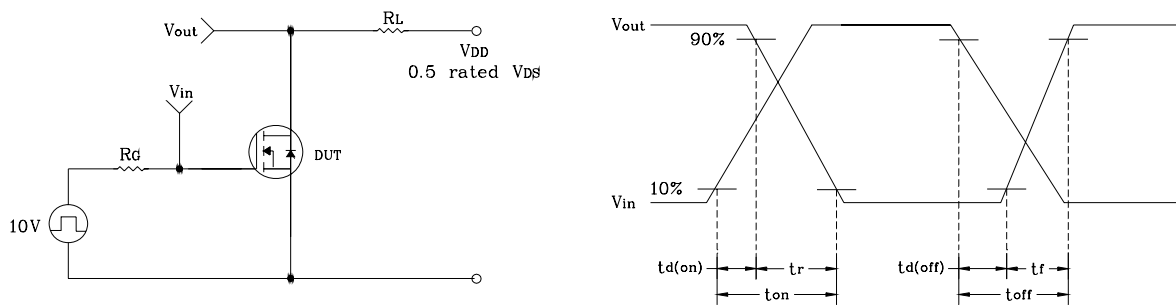 Vout
RL
VDD
0.5 rated VDS
Vin
RG
DUT
10V
Vout
90%
10%
Vin
td(on)
tr
td(off)
tf
ton
toff